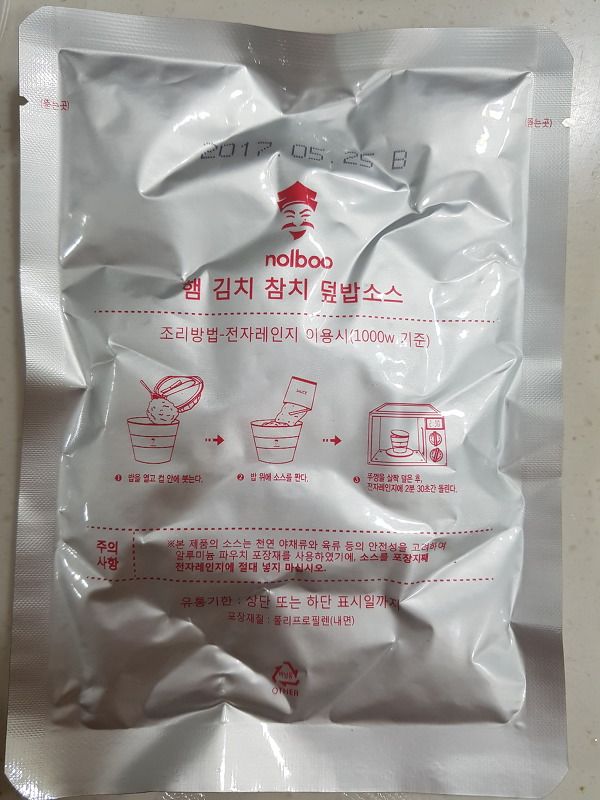 (뜯는곳)
(뜯는곳)
2017.05.25 B
nolboo
햄 김치 참치 덮밥소스
조리방법-전자레인지 이용시(1000w 기준)
SAUCE
❶ 밥을 열고 컵 안에 붓는다.
❷ 밥 위에 소스를 붓다.
❸ 뚜껑을 살짝 덮은 후,
전자레인지에 2분 30초간 돌린다.
주의
사항
※본 제품의 소스는 천연 야채류와 육류 등의 안전성을 고려하여
알루미늄 파우치 포장재를 사용하였기에, 소스를 포장지째
전자레인지에 절대 넣지 마십시오.
유통기한 : 상단 또는 하단 표시일까지
포장재질 : 폴리프로필렌(내면)
비닐류
OTHER